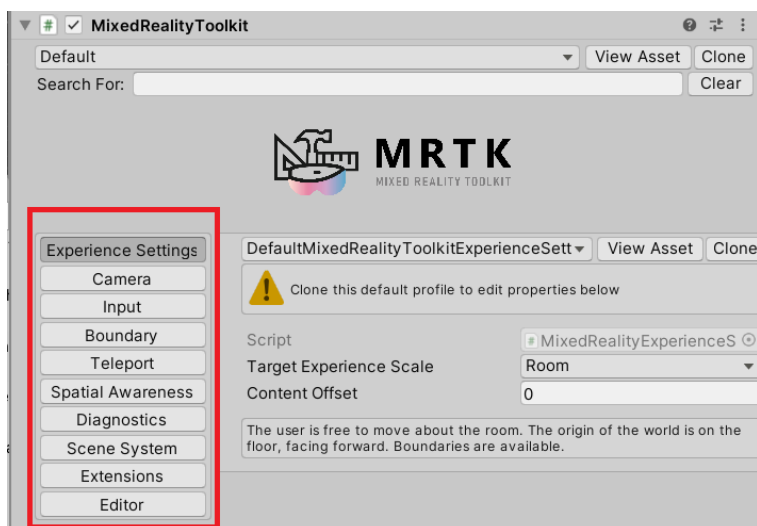 MixedRealityToolkit
Default View Asset Clone
Search For: Clear
MRTK
MIXED REALITY TOOLKIT
Experience Settings
Camera
Input
Boundary
Teleport
Spatial Awareness
Diagnostics
Scene System
Extensions
Editor
DefaultMixedRealityToolkitExperienceSett View Asset Clone
Clone this default profile to edit properties below
Script # MixedRealityExperienceS
Target Experience Scale Room
Content Offset 0
The user is free to move about the room. The origin of the world is on the
floor, facing forward. Boundaries are available.